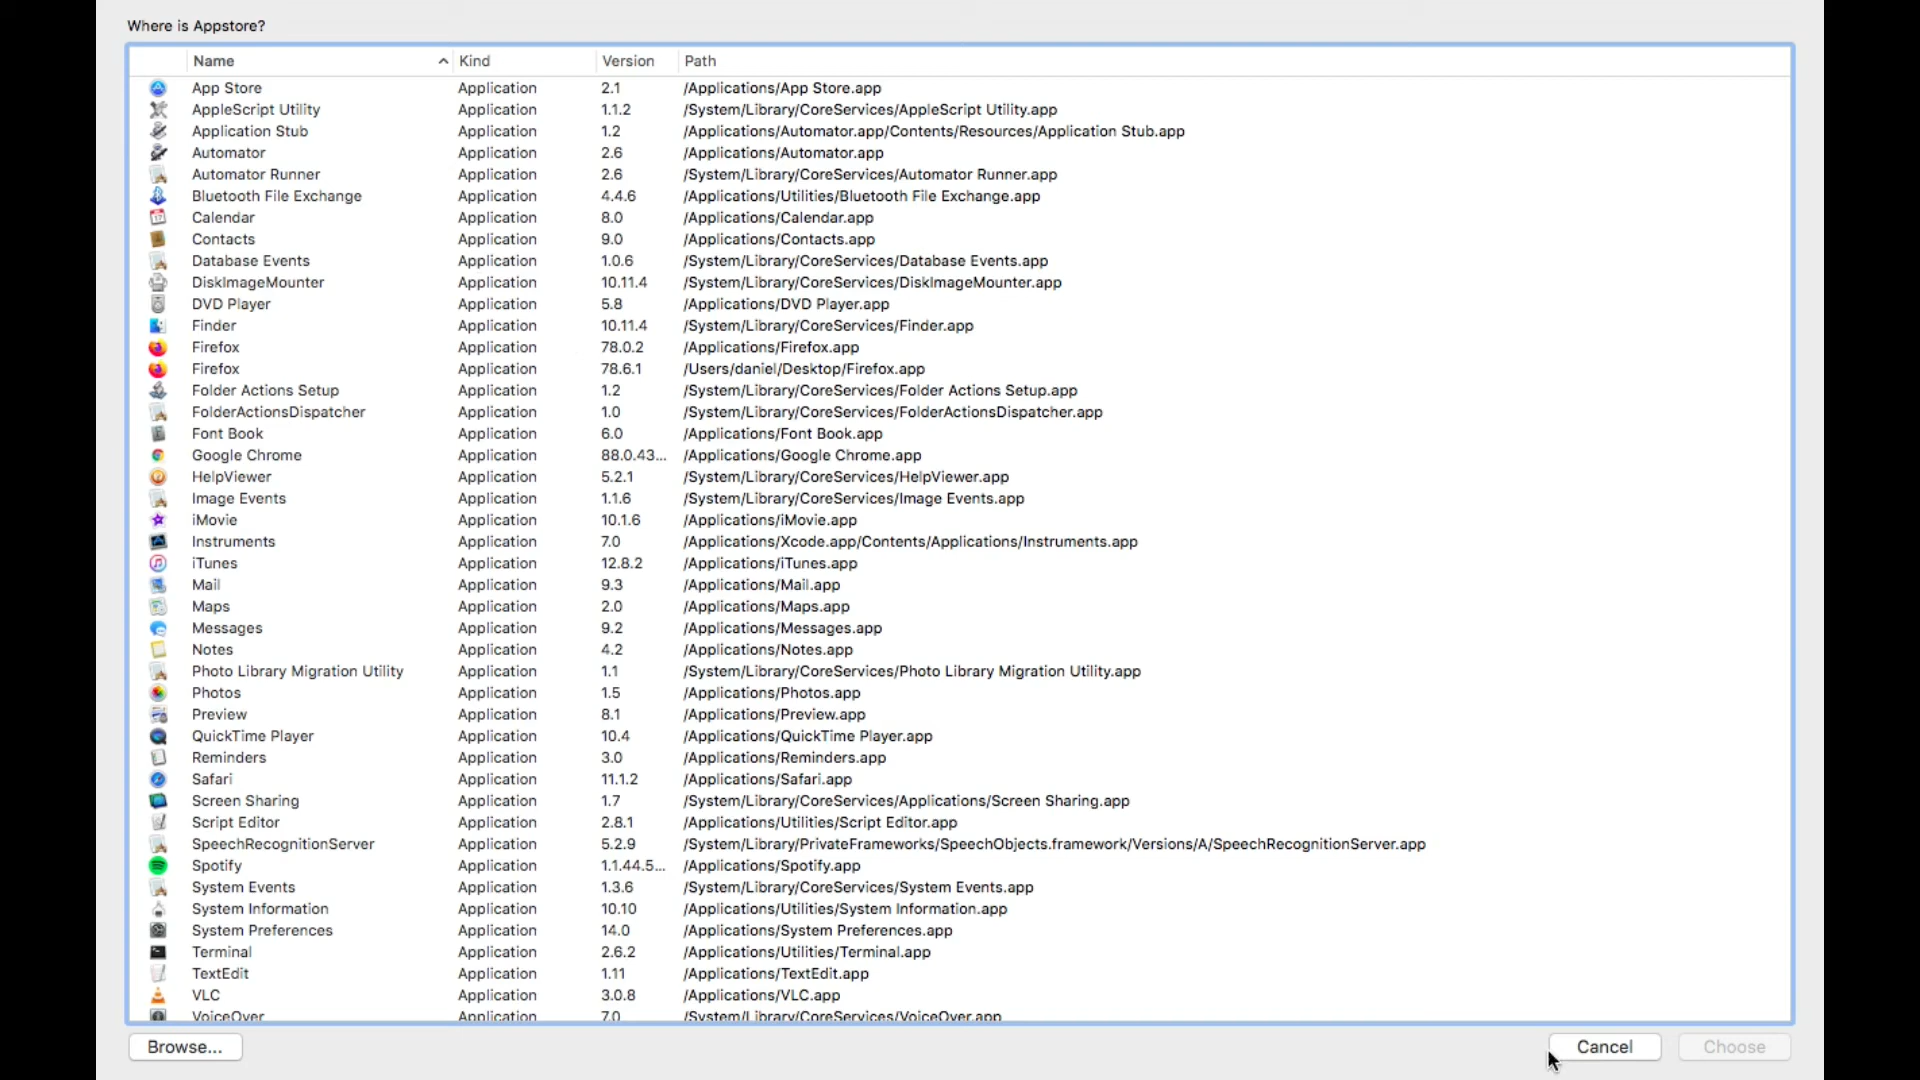 Where is Appstore?
Name Kind Version Path
App Store Application 2.1 /Applications/App Store.app
AppleScript Utility Application 1.1.2 /System/Library/CoreServices/AppleScript Utility.app
Application Stub Application 1.2 /Applications/Automator.app/Contents/Resources/Application Stub.app
Automator Application 2.6 /Applications/Automator.app
Automator Runner Application 2.6 /System/Library/CoreServices/Automator Runner.app
Bluetooth File Exchange Application 4.4.6 /Applications/Utilities/Bluetooth File Exchange.app
Calendar Application 8.0 /Applications/Calendar.app
Contacts Application 9.0 /Applications/Contacts.app
Database Events Application 1.0.6 /System/Library/CoreServices/Database Events.app
DiskImageMounter Application 10.11.4 /System/Library/CoreServices/DiskImageMounter.app
DVD Player Application 5.8 /Applications/DVD Player.app
Finder Application 10.11.4 /System/Library/CoreServices/Finder.app
Firefox Application 78.0.2 /Applications/Firefox.app
Firefox Application 78.6.1 /Users/daniel/Desktop/Firefox.app
Folder Actions Setup Application 1.2 /System/Library/CoreServices/Folder Actions Setup.app
FolderActionsDispatcher Application 1.0 /System/Library/CoreServices/FolderActionsDispatcher.app
Font Book Application 6.0 /Applications/Font Book.app
Google Chrome Application 88.0.43... /Applications/Google Chrome.app
HelpViewer Application 5.2.1 /System/Library/CoreServices/HelpViewer.app
Image Events Application 1.1.6 /System/Library/CoreServices/Image Events.app
iMovie Application 10.1.6 /Applications/iMovie.app
Instruments Application 7.0 /Applications/Xcode.app/Contents/Applications/Instruments.app
iTunes Application 12.8.2 /Applications/iTunes.app
Mail Application 9.3 /Applications/Mail.app
Maps Application 2.0 /Applications/Maps.app
Messages Application 9.2 /Applications/Messages.app
Notes Application 4.2 /Applications/Notes.app
Photo Library Migration Utility Application 1.1 /System/Library/CoreServices/Photo Library Migration Utility.app
Photos Application 1.5 /Applications/Photos.app
Preview Application 8.1 /Applications/Preview.app
QuickTime Player Application 10.4 /Applications/QuickTime Player.app
Reminders Application 3.0 /Applications/Reminders.app
Safari Application 11.1.2 /Applications/Safari.app
Screen Sharing Application 1.7 /System/Library/CoreServices/Applications/Screen Sharing.app
Script Editor Application 2.8.1 /Applications/Utilities/Script Editor.app
SpeechRecognitionServer Application 5.2.9 /System/Library/PrivateFrameworks/SpeechObjects.framework/Versions/A/SpeechRecognitionServer.app
Spotify Application 1.1.44.5... /Applications/Spotify.app
System Events Application 1.3.6 /System/Library/CoreServices/System Events.app
System Information Application 10.10 /Applications/Utilities/System Information.app
System Preferences Application 14.0 /Applications/System Preferences.app
Terminal Application 2.6.2 /Applications/Utilities/Terminal.app
TextEdit Application 1.11 /Applications/TextEdit.app
VLC Application 3.0.8 /Applications/VLC.app
VoiceOver Application 7.0 /System/Library/CoreServices/VoiceOver.app
Browse... Cancel Choose